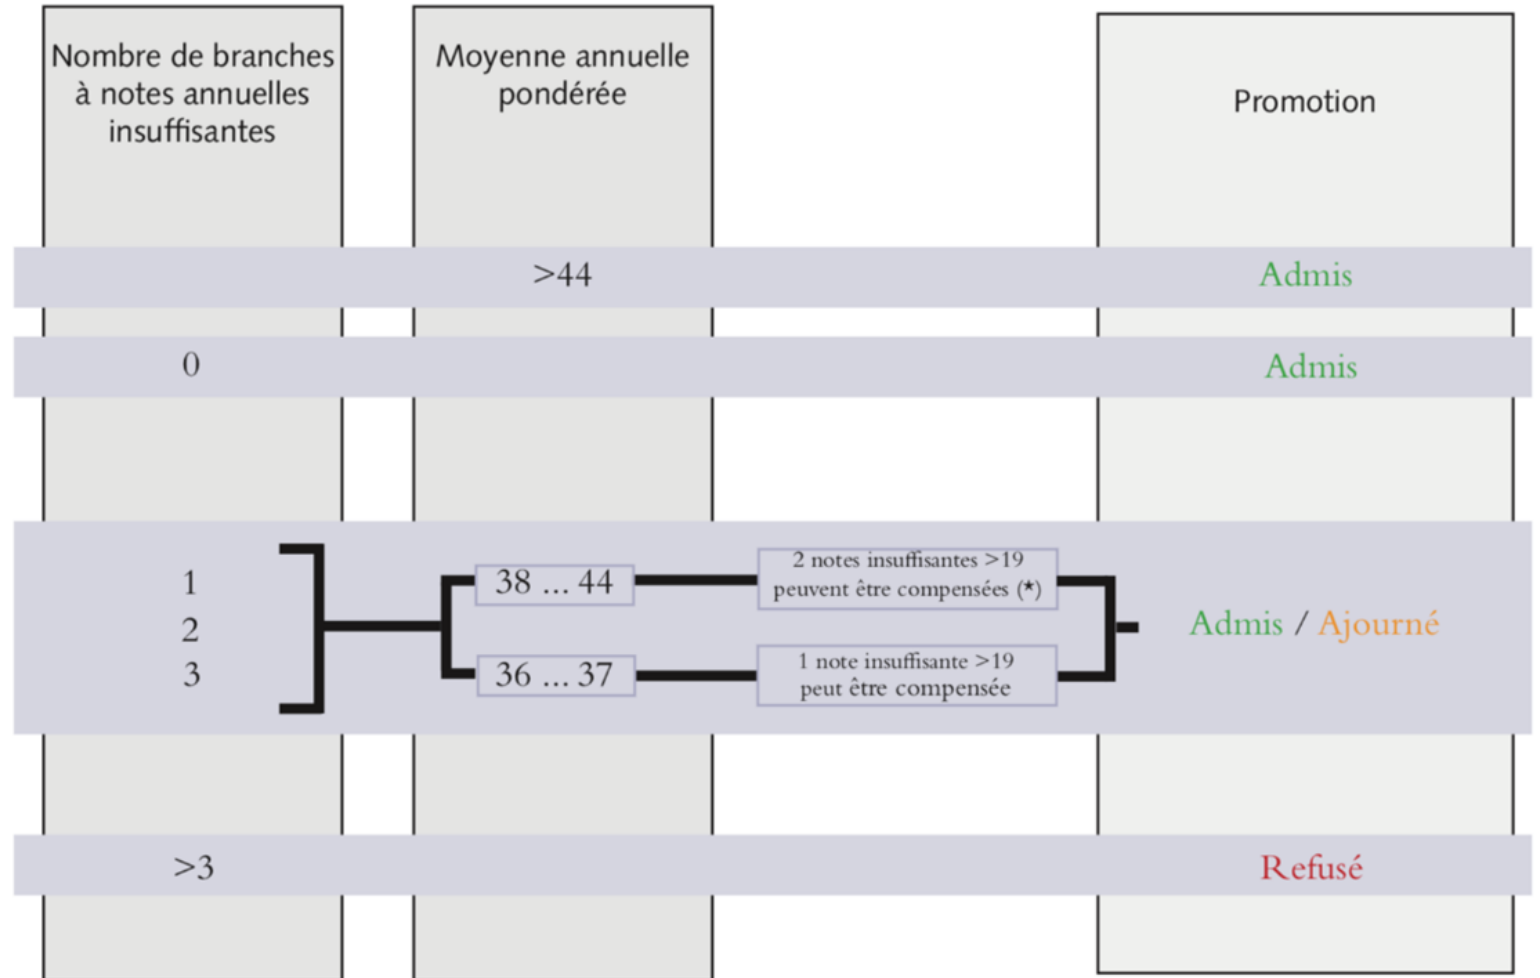 Nombre de branches
à notes annuelles
insuffisantes
Moyenne annuelle
pondérée
Promotion
>44
Admis
0
Admis
1
2
3
38 ... 44
36 ... 37
2 notes insuffisantes >19
peuvent être compensées (★)
1 note insuffisante >19
peut être compensée
Admis / Ajourné
>3
Refusé